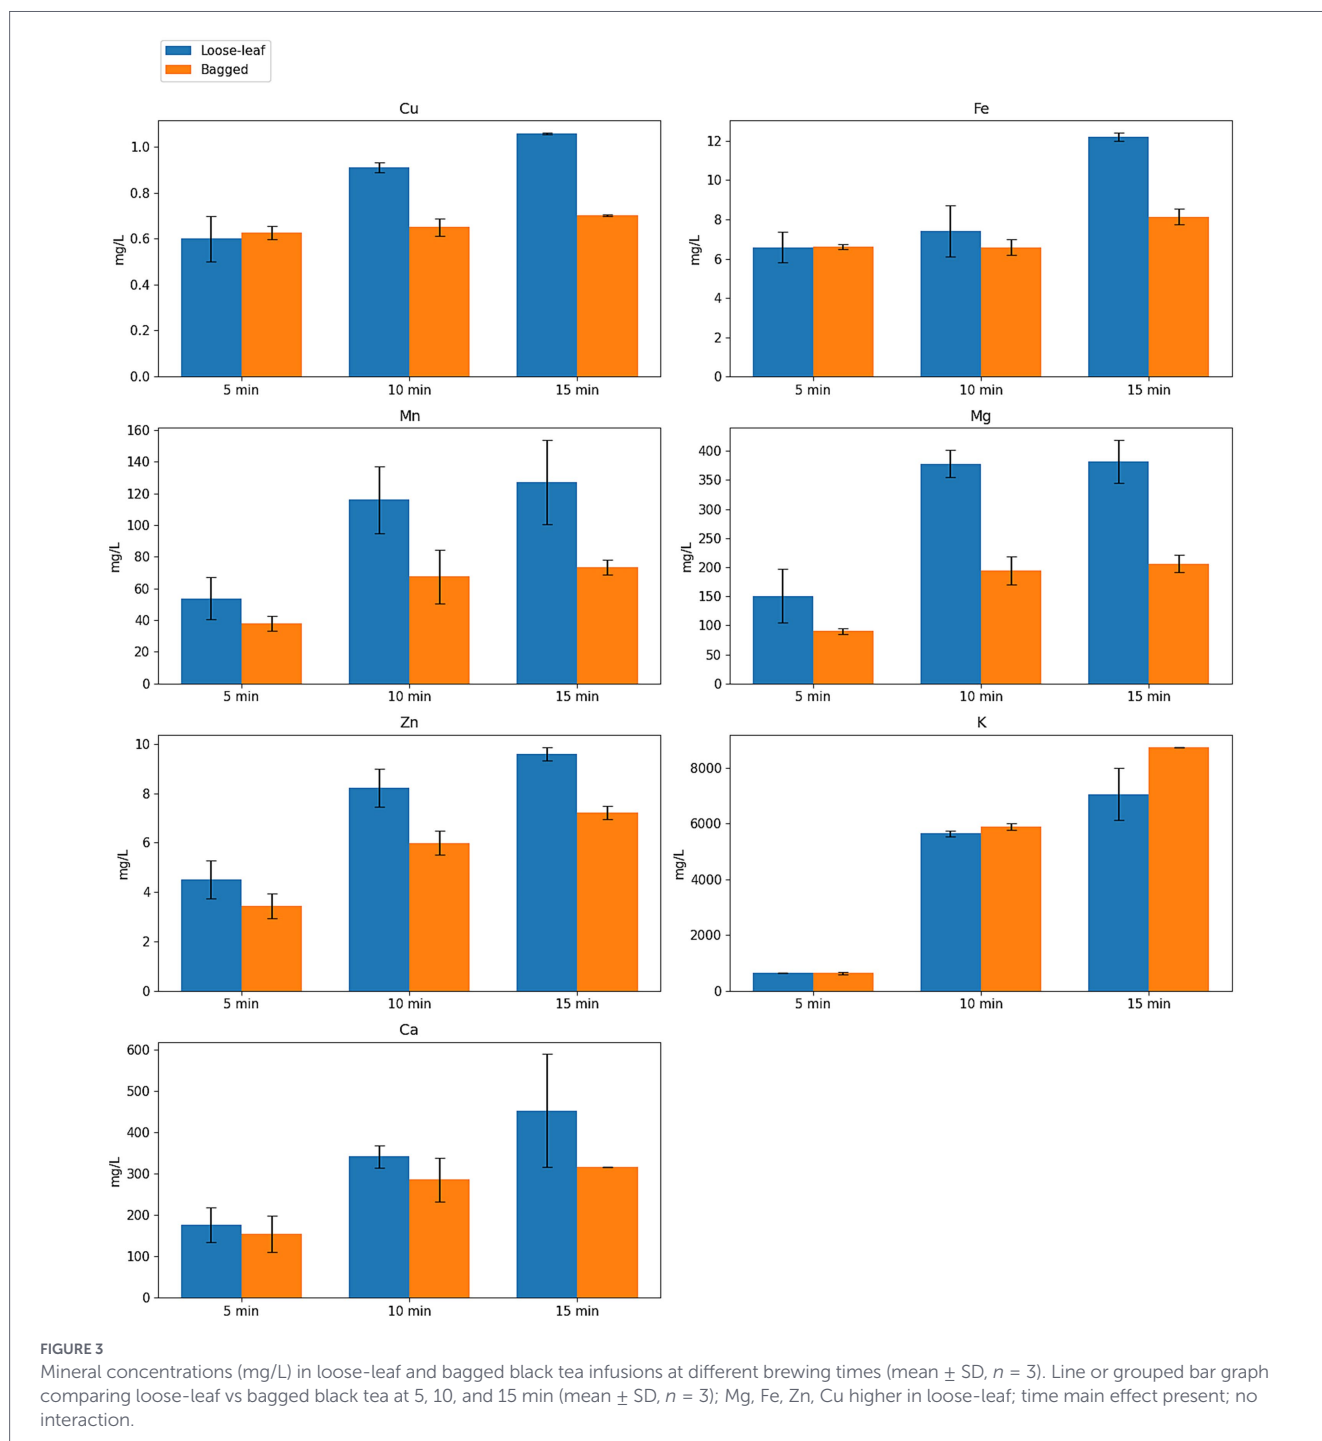 Loose-leaf
Bagged
Cu
mg/L
1.0
0.8
0.6
0.4
0.2
0.0
5 min 10 min 15 min
Fe
mg/L
12
10
8
6
4
2
0
5 min 10 min 15 min
Mn
mg/L
160
140
120
100
80
60
40
20
0
5 min 10 min 15 min
Mg
mg/L
400
350
300
250
200
150
100
50
0
5 min 10 min 15 min
Zn
mg/L
10
8
6
4
2
0
5 min 10 min 15 min
K
mg/L
8000
6000
4000
2000
0
5 min 10 min 15 min
Ca
mg/L
600
500
400
300
200
100
0
5 min 10 min 15 min
FIGURE 3
Mineral concentrations (mg/L) in loose-leaf and bagged black tea infusions at different brewing times (mean ± SD, n = 3). Line or grouped bar graph
comparing loose-leaf vs bagged black tea at 5, 10, and 15 min (mean ± SD, n = 3); Mg, Fe, Zn, Cu higher in loose-leaf; time main effect present; no
interaction.